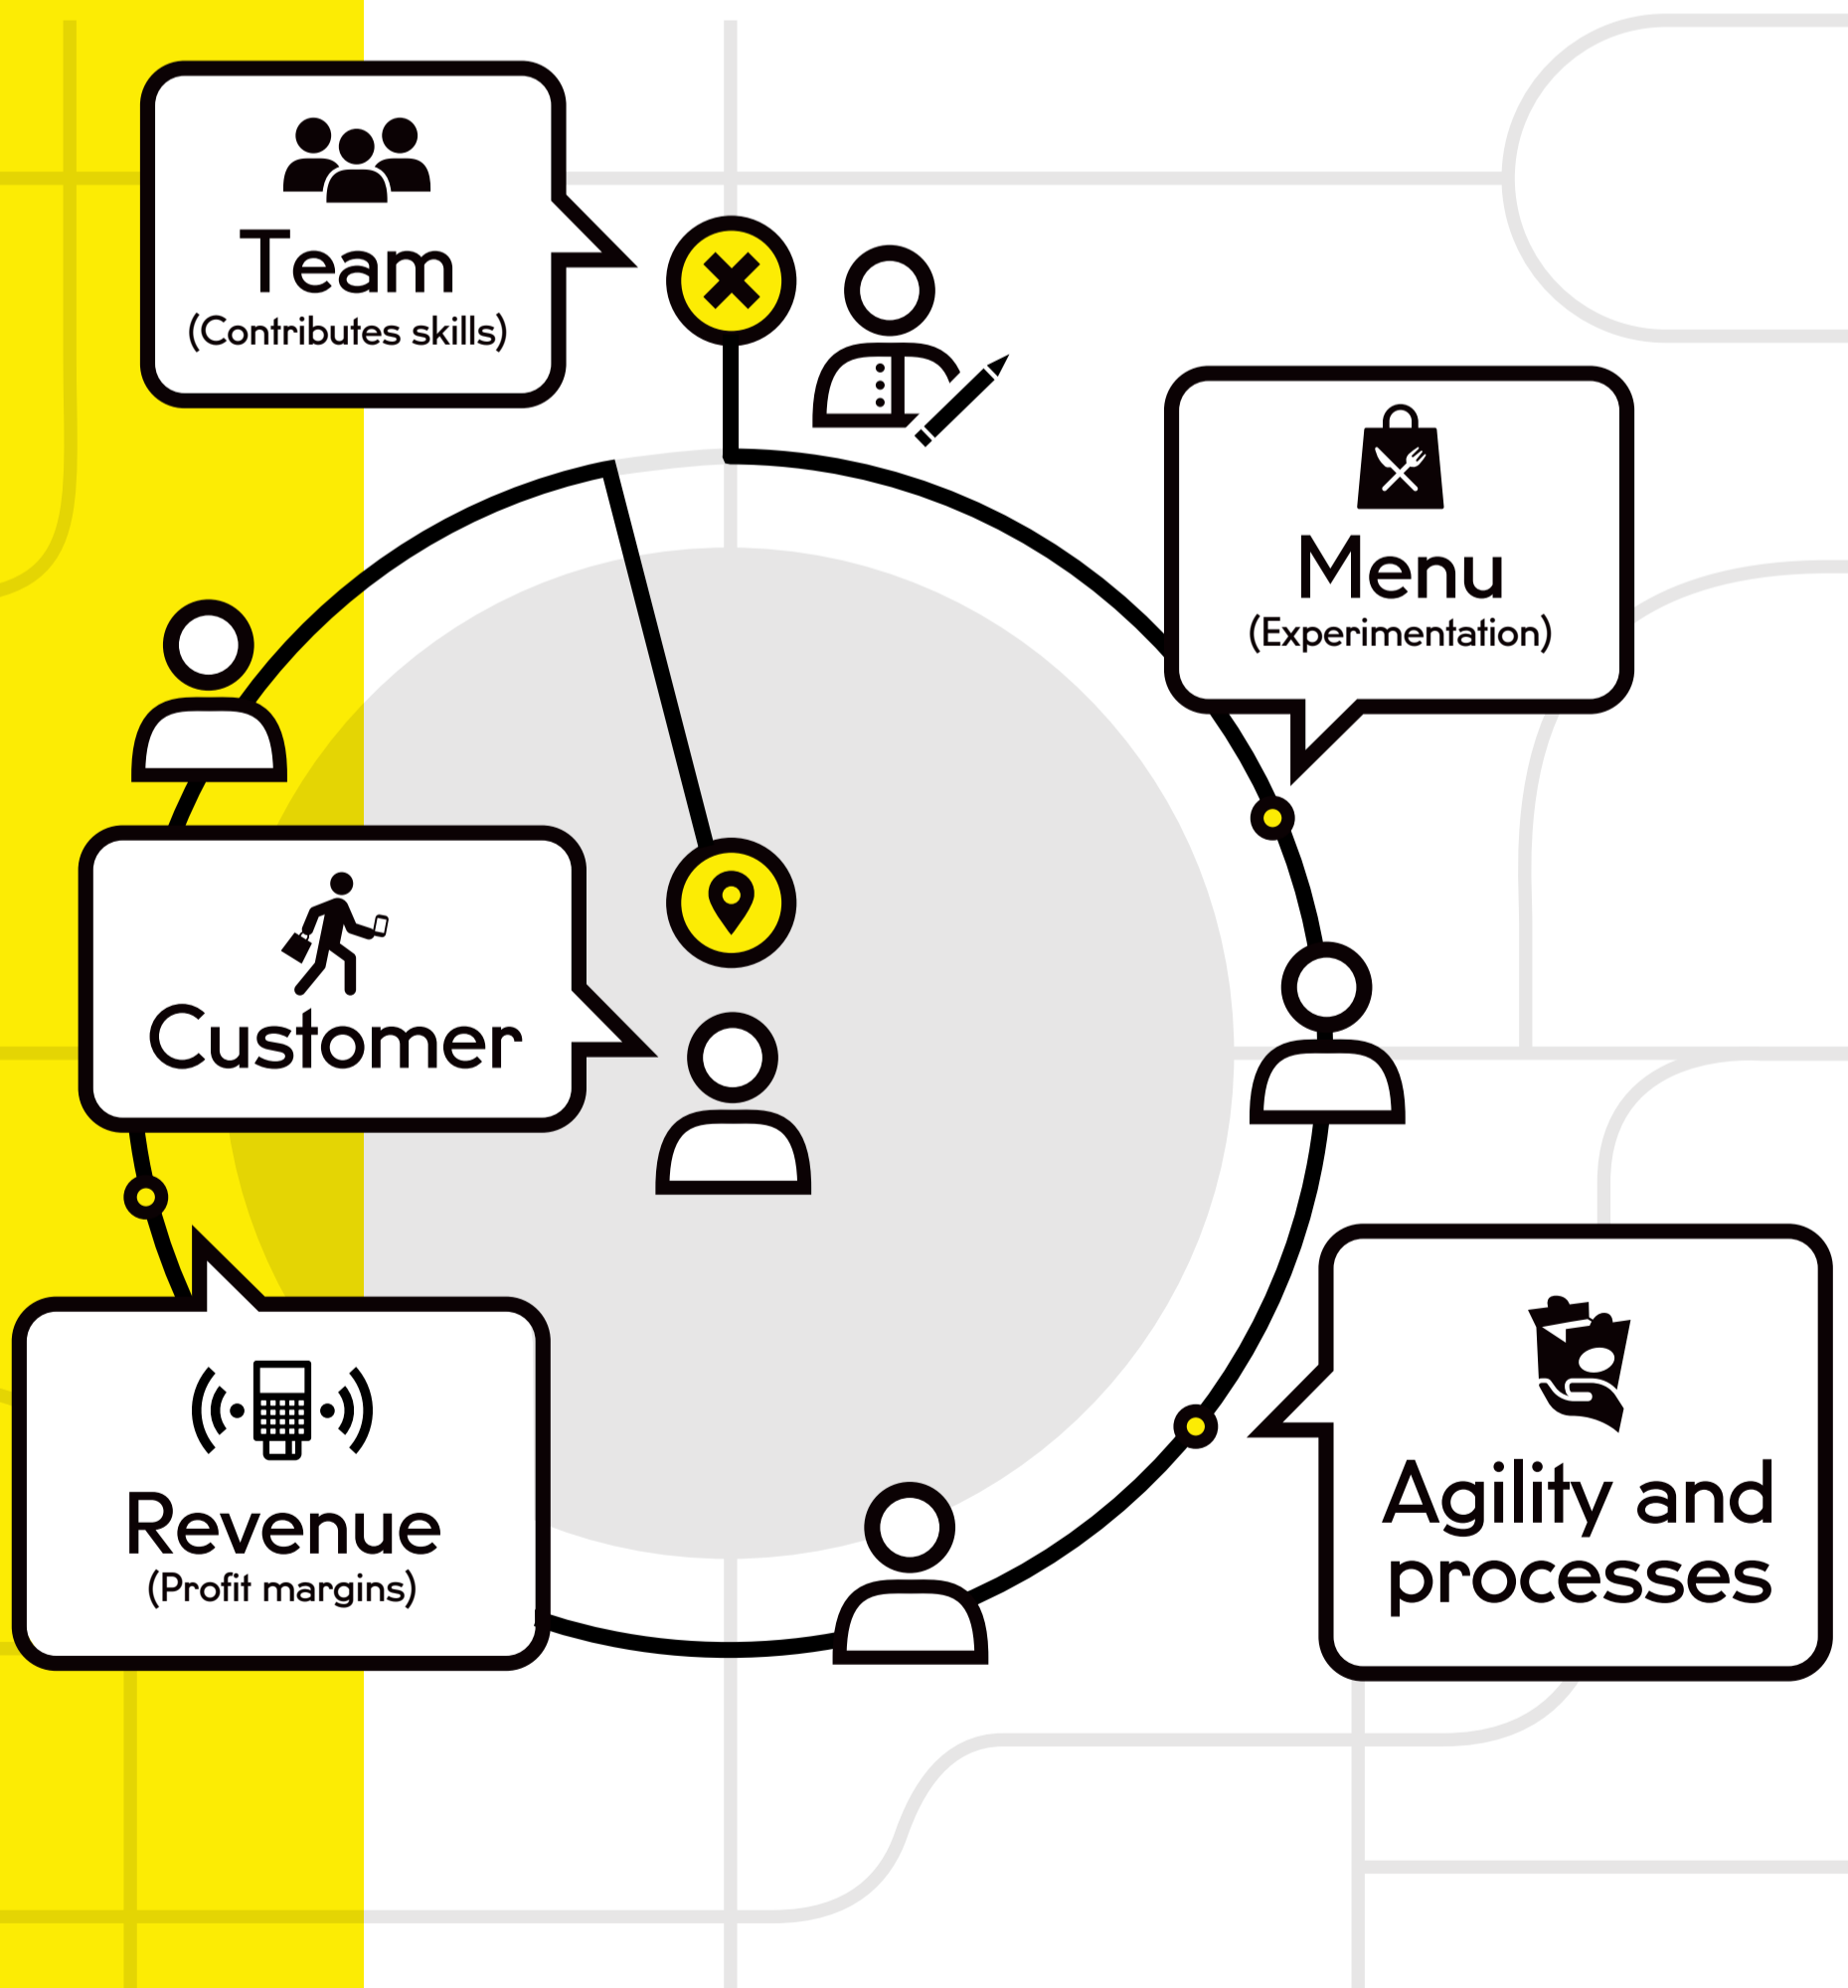 Team
(Contributes skills)
Menu
(Experimentation)
Customer
Agility and
processes
Revenue
(Profit margins)